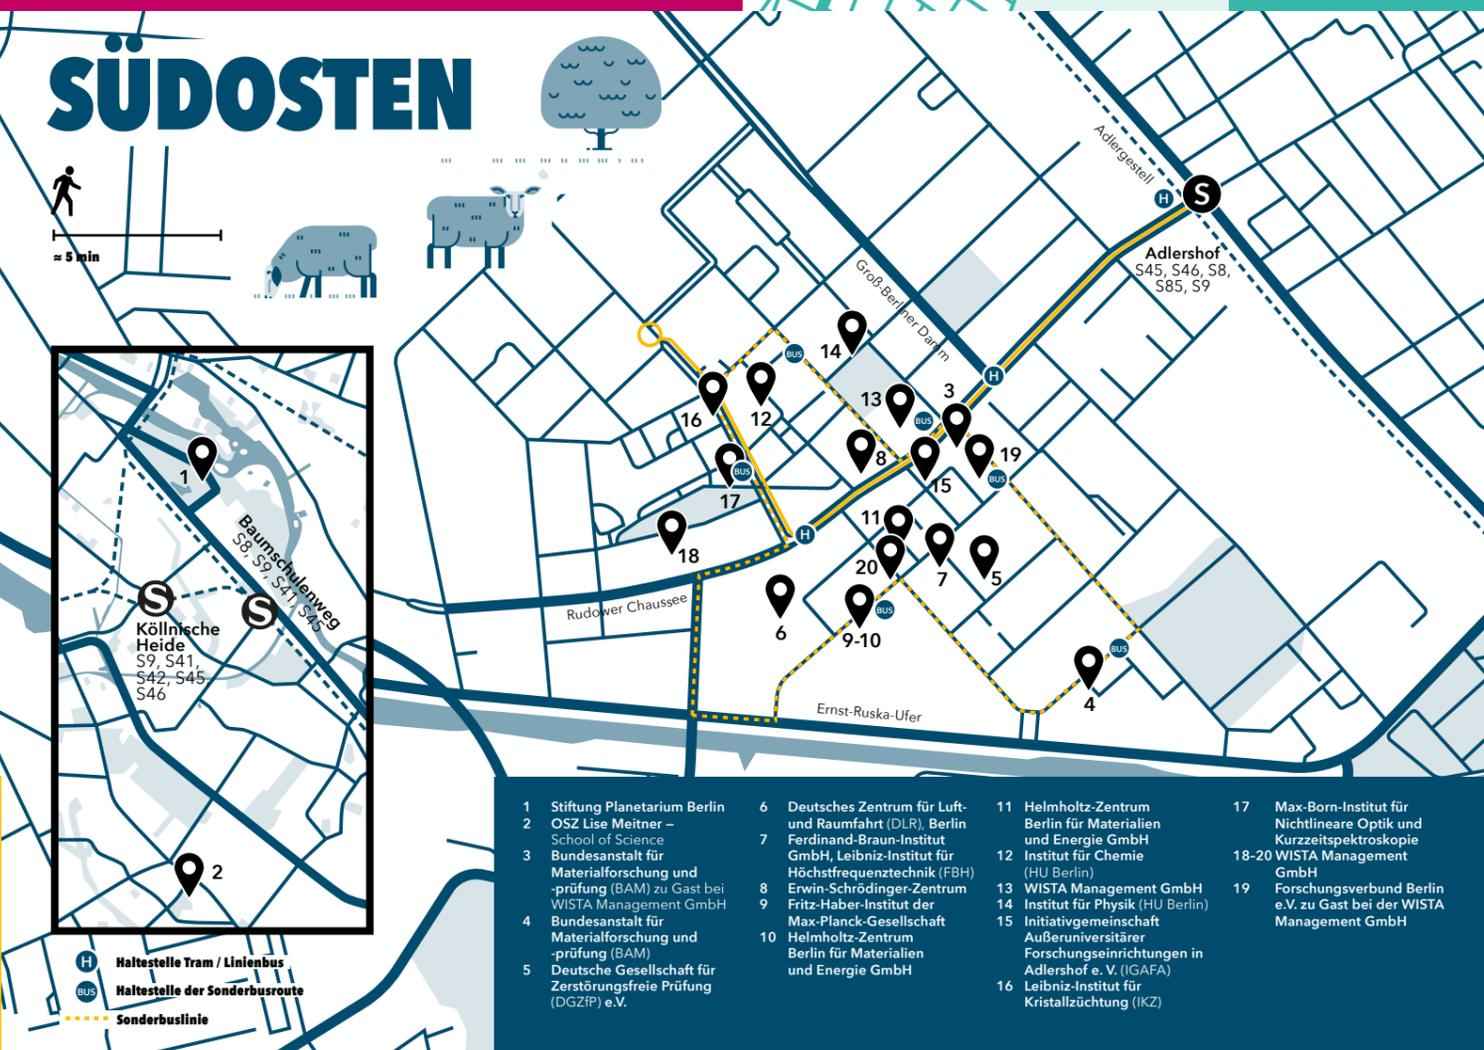 SÜDOSTEN
≈ 5 min
Adlergestell
H
S
Adlershof
S45, S46, S8,
S85, S9
Groß-Berliner Damm
H
14
BUS
13
3
BUS
16
12
8
15
19
BUS
17
BUS
18
H
11
20
7
5
Rudower Chaussee
6
9-10
BUS
BUS
4
Ernst-Ruska-Ufer
1
Baumschulenweg
S8, S9, S41, S45
S
S
Köllnische
Heide
S9, S41,
S42, S45
S46
2
H Haltestelle Tram / Linienbus
BUS Haltestelle der Sonderbusroute
Sonderbuslinie
1 Stiftung Planetarium Berlin
2 OSZ Lise Meitner –
School of Science
3 Bundesanstalt für
Materialforschung und
-prüfung (BAM) zu Gast bei
WISTA Management GmbH
4 Bundesanstalt für
Materialforschung und
-prüfung (BAM)
5 Deutsche Gesellschaft für
Zerstörungsfreie Prüfung
(DGZfP) e.V.
6 Deutsches Zentrum für Luft-
und Raumfahrt (DLR), Berlin
7 Ferdinand-Braun-Institut
GmbH, Leibniz-Institut für
Höchstfrequenztechnik (FBH)
8 Erwin-Schrödinger-Zentrum
9 Fritz-Haber-Institut der
Max-Planck-Gesellschaft
10 Helmholtz-Zentrum
Berlin für Materialien
und Energie GmbH
11 Helmholtz-Zentrum
Berlin für Materialien
und Energie GmbH
12 Institut für Chemie
(HU Berlin)
13 WISTA Management GmbH
14 Institut für Physik (HU Berlin)
15 Initiativgemeinschaft
Außeruniversitärer
Forschungseinrichtungen in
Adlershof e. V. (IGAFA)
16 Leibniz-Institut für
Kristallzüchtung (IKZ)
17 Max-Born-Institut für
Nichtlineare Optik und
Kurzzeitspektroskopie
18-20 WISTA Management
GmbH
19 Forschungsverbund Berlin
e.V. zu Gast bei der WISTA
Management GmbH